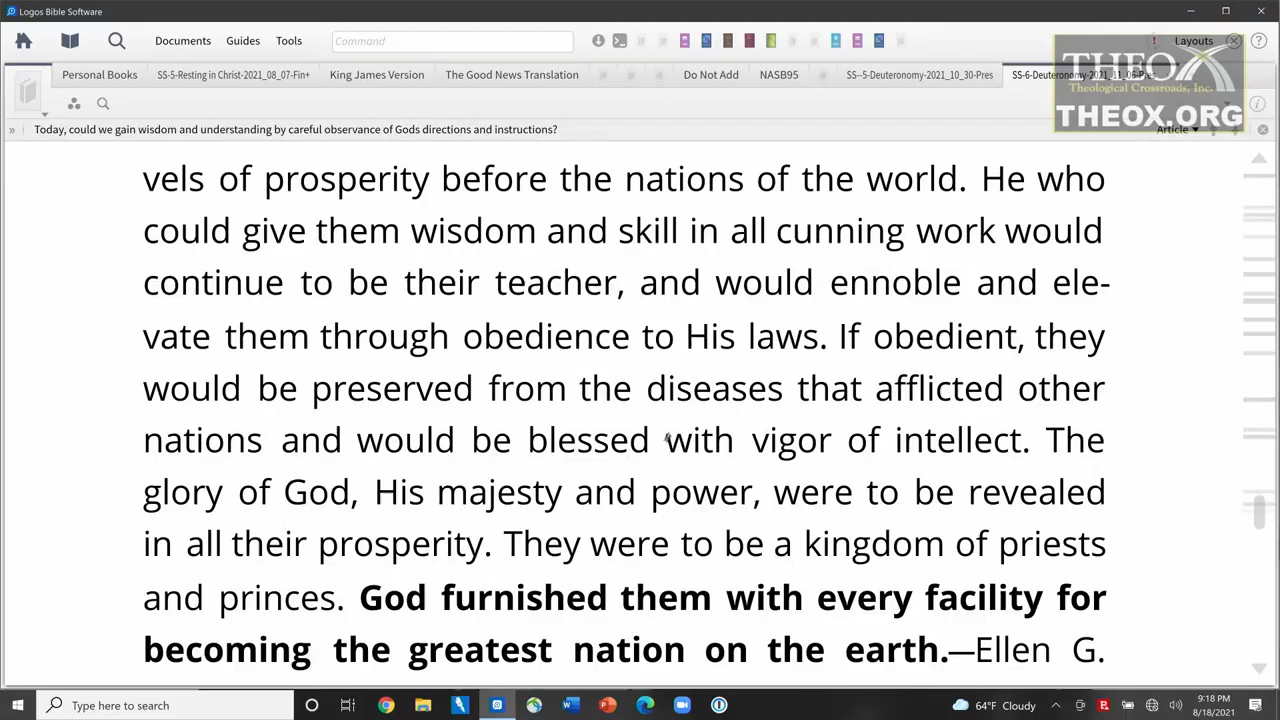 Logos Bible Software
Documents Guides Tools Command Layouts
Personal Books SS-5-Resting in Christ-2021_08_07-Fin+ King James Version The Good News Translation Do Not Add NASB95 SS--5-Deuteronomy-2021_10_30-Pres SS-6-Deuteronomy-2021_11_06-Pres
THEOX
Theological Crossroads, Inc.
THEOX.ORG
» Today, could we gain wisdom and understanding by careful observance of Gods directions and instructions? Article
vels of prosperity before the nations of the world. He who
could give them wisdom and skill in all cunning work would
continue to be their teacher, and would ennoble and ele-
vate them through obedience to His laws. If obedient, they
would be preserved from the diseases that afflicted other
nations and would be blessed with vigor of intellect. The
glory of God, His majesty and power, were to be revealed
in all their prosperity. They were to be a kingdom of priests
and princes. God furnished them with every facility for
becoming the greatest nation on the earth.—Ellen G.
Type here to search 64°F Cloudy 9:18 PM
8/18/2021